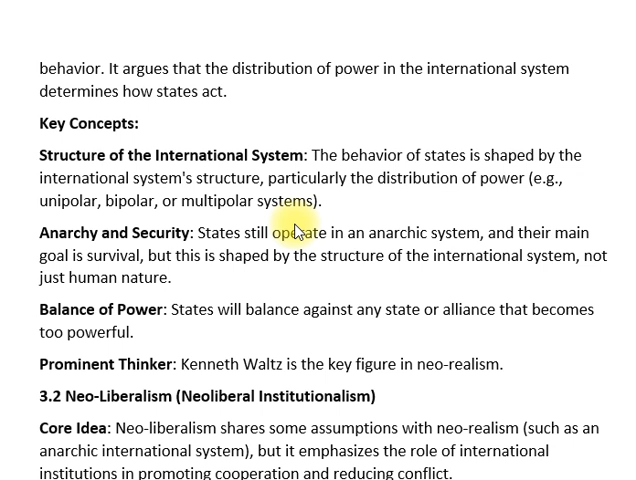 behavior. It argues that the distribution of power in the international system
determines how states act.
Key Concepts:
Structure of the International System: The behavior of states is shaped by the
international system's structure, particularly the distribution of power (e.g.,
unipolar, bipolar, or multipolar systems).
Anarchy and Security: States still operate in an anarchic system, and their main
goal is survival, but this is shaped by the structure of the international system, not
just human nature.
Balance of Power: States will balance against any state or alliance that becomes
too powerful.
Prominent Thinker: Kenneth Waltz is the key figure in neo-realism.
3.2 Neo-Liberalism (Neoliberal Institutionalism)
Core Idea: Neo-liberalism shares some assumptions with neo-realism (such as an
anarchic international system), but it emphasizes the role of international
institutions in promoting cooperation and reducing conflict.